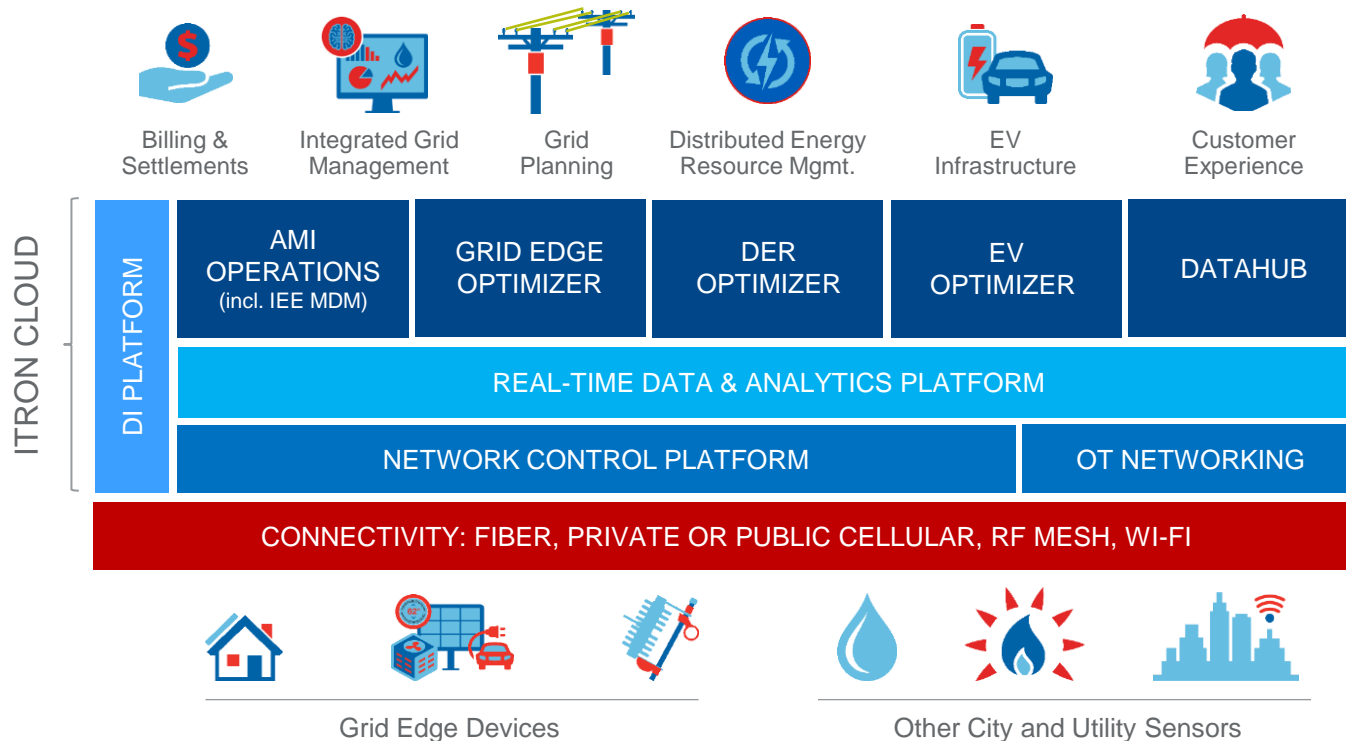 Billing &
Settlements
Integrated Grid
Management
Grid
Planning
Distributed Energy
Resource Mgmt.
EV
Infrastructure
Customer
Experience
ITRON CLOUD
DI PLATFORM
AMI
OPERATIONS
(incl. IEE MDM)
GRID EDGE
OPTIMIZER
DER
OPTIMIZER
EV
OPTIMIZER
DATAHUB
REAL-TIME DATA & ANALYTICS PLATFORM
NETWORK CONTROL PLATFORM
OT NETWORKING
CONNECTIVITY: FIBER, PRIVATE OR PUBLIC CELLULAR, RF MESH, WI-FI
62°
Grid Edge Devices
Other City and Utility Sensors